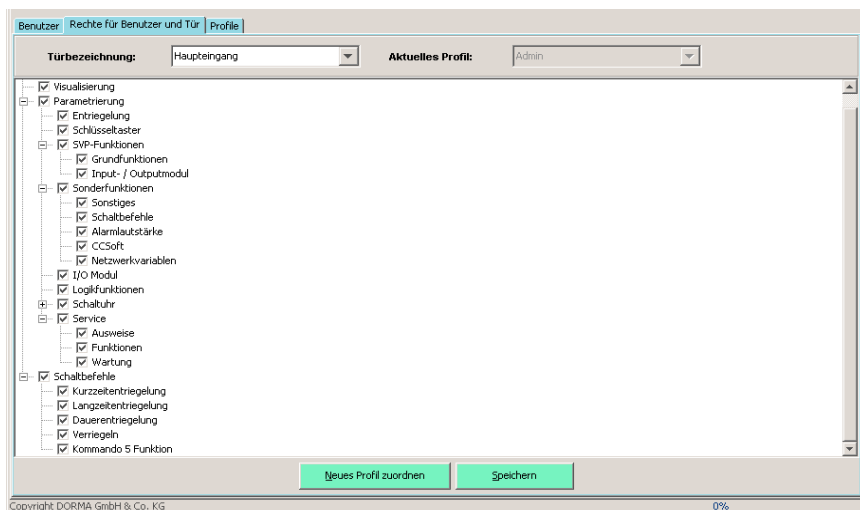 Benutzer Rechte für Benutzer und Tür Profile
Türbezeichnung: Haupteingang Aktuelles Profil: Admin
Visualisierung
Parametrierung
Entriegelung
Schlüsseltaster
SVP-Funktionen
Grundfunktionen
Input- / Outputmodul
Sonderfunktionen
Sonstiges
Schaltbefehle
Alarmlautstärke
CCSoft
Netzwerkvariablen
I/O Modul
Logikfunktionen
Schaltuhr
Service
Ausweise
Funktionen
Wartung
Schaltbefehle
Kurzzeitentriegelung
Langzeitentriegelung
Dauerentriegelung
Verriegeln
Kommando 5 Funktion
Neues Profil zuordnen Speichern
Copyright DORMA GmbH & Co. KG 0%